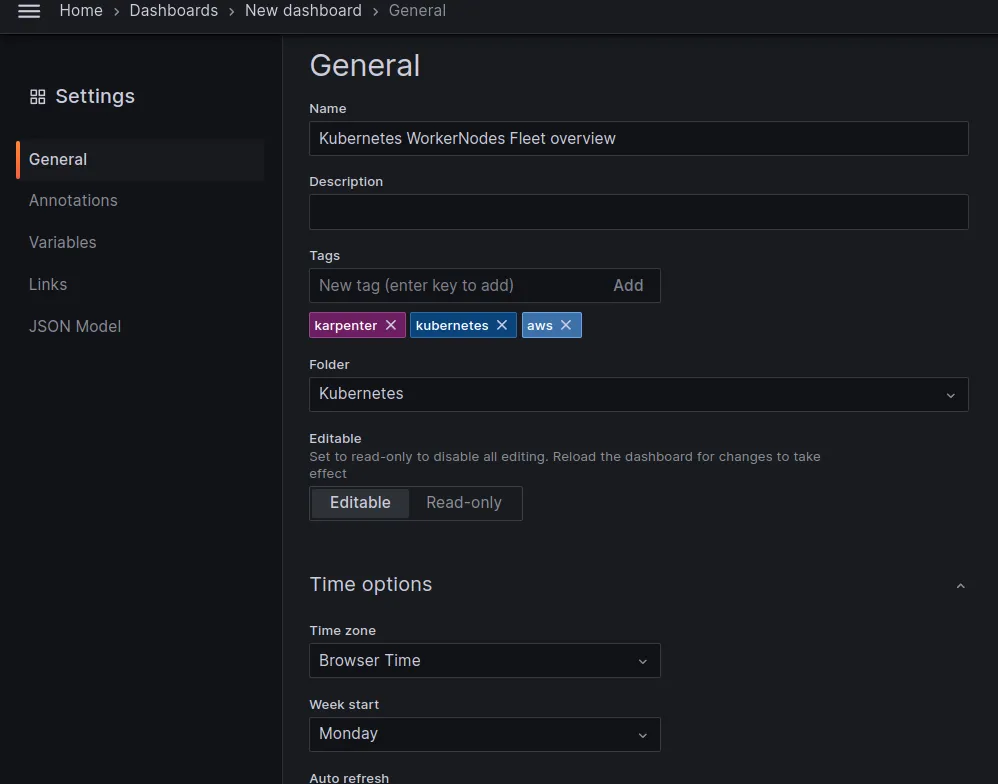 Home › Dashboards › New dashboard › General
Settings
General
Annotations
Variables
Links
JSON Model
General
Name
Kubernetes WorkerNodes Fleet overview
Description
Tags
New tag (enter key to add) Add
karpenter kubernetes aws
Folder
Kubernetes
Editable
Set to read-only to disable all editing. Reload the dashboard for changes to take
effect
Editable Read-only
Time options
Time zone
Browser Time
Week start
Monday
Auto refresh